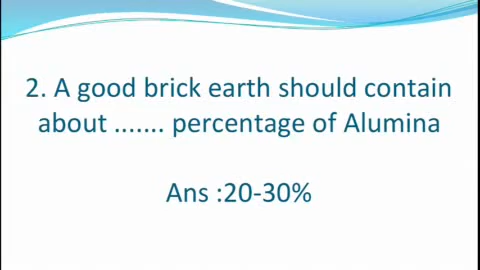 2. A good brick earth should contain
about ....... percentage of Alumina
Ans :20-30%